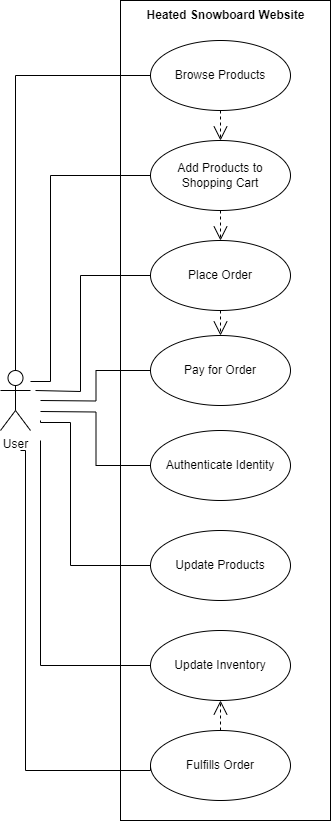 Heated Snowboard Website
Browse Products
Add Products to
Shopping Cart
Place Order
Pay for Order
User
Authenticate Identity
Update Products
Update Inventory
Fulfills Order